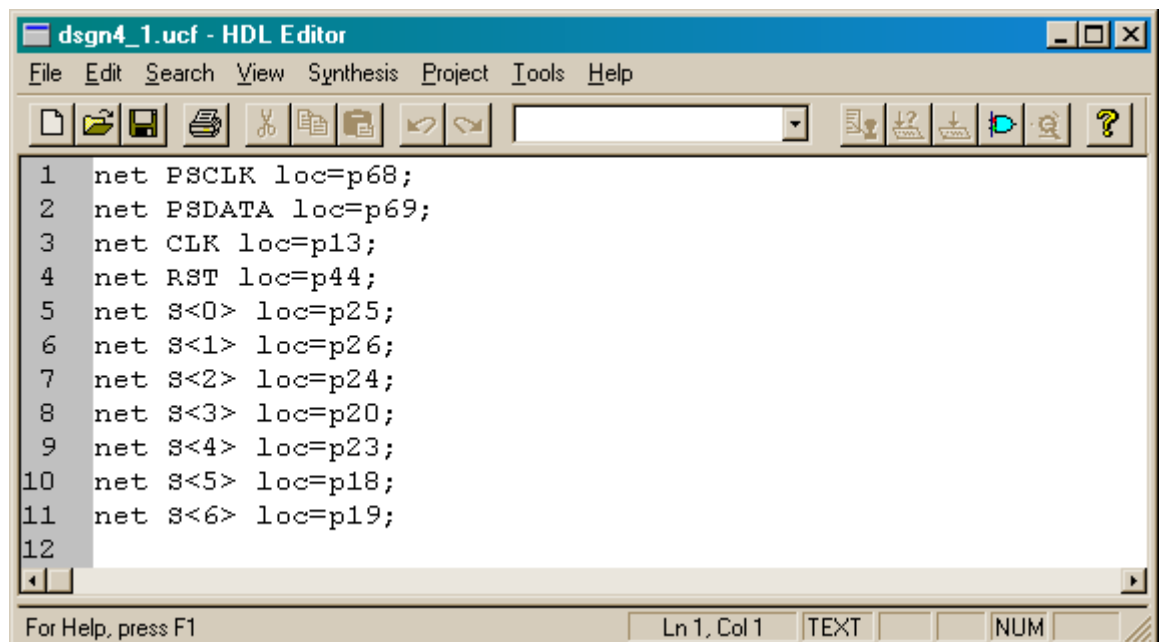 dsgn4_1.ucf - HDL Editor
File Edit Search View Synthesis Project Tools Help
1 net PSCLK loc=p68;
2 net PSDATA loc=p69;
3 net CLK loc=p13;
4 net RST loc=p44;
5 net S<0> loc=p25;
6 net S<1> loc=p26;
7 net S<2> loc=p24;
8 net S<3> loc=p20;
9 net S<4> loc=p23;
10 net S<5> loc=p18;
11 net S<6> loc=p19;
12
For Help, press F1 Ln 1, Col 1 TEXT NUM